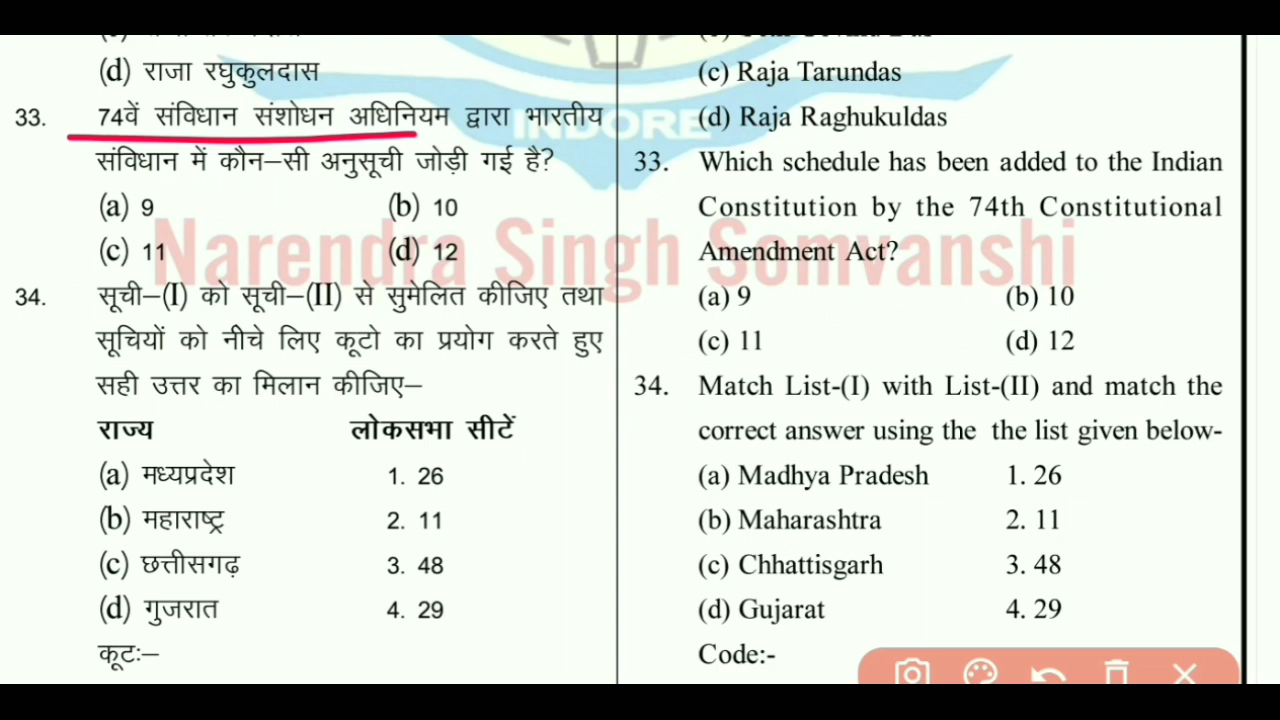 (d) राजा रघुकुलदास
33. 74वें संविधान संशोधन अधिनियम द्वारा भारतीय
संविधान में कौन–सी अनुसूची जोड़ी गई है?
(a) 9 (b) 10
(c) 11 (d) 12
34. सूची–(I) को सूची–(II) से सुमेलित कीजिए तथा
सूचियों को नीचे लिए कूटो का प्रयोग करते हुए
सही उत्तर का मिलान कीजिए–
राज्य लोकसभा सीटें
(a) मध्यप्रदेश 1. 26
(b) महाराष्ट्र 2. 11
(c) छत्तीसगढ़ 3. 48
(d) गुजरात 4. 29
कूटः–
(c) Raja Tarundas
(d) Raja Raghukuldas
33. Which schedule has been added to the Indian
Constitution by the 74th Constitutional
Amendment Act?
(a) 9 (b) 10
(c) 11 (d) 12
34. Match List-(I) with List-(II) and match the
correct answer using the the list given below-
(a) Madhya Pradesh 1. 26
(b) Maharashtra 2. 11
(c) Chhattisgarh 3. 48
(d) Gujarat 4. 29
Code:-
INDORE
Narendra Singh Somvanshi